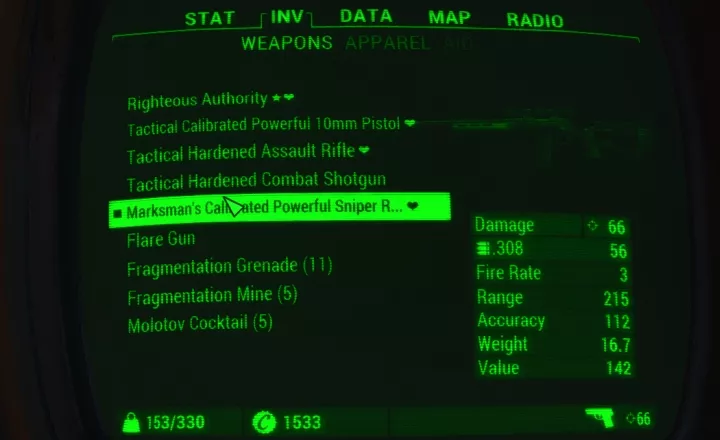 STAT INV DATA MAP RADIO
WEAPONS APPAREL AID
Righteous Authority
Tactical Calibrated Powerful 10mm Pistol
Tactical Hardened Assault Rifle
Tactical Hardened Combat Shotgun
Marksman's Calibrated Powerful Sniper R...
Flare Gun
Fragmentation Grenade (11)
Fragmentation Mine (5)
Molotov Cocktail (5)
Damage 66
.308 56
Fire Rate 3
Range 215
Accuracy 112
Weight 16.7
Value 142
153/330 1533 66